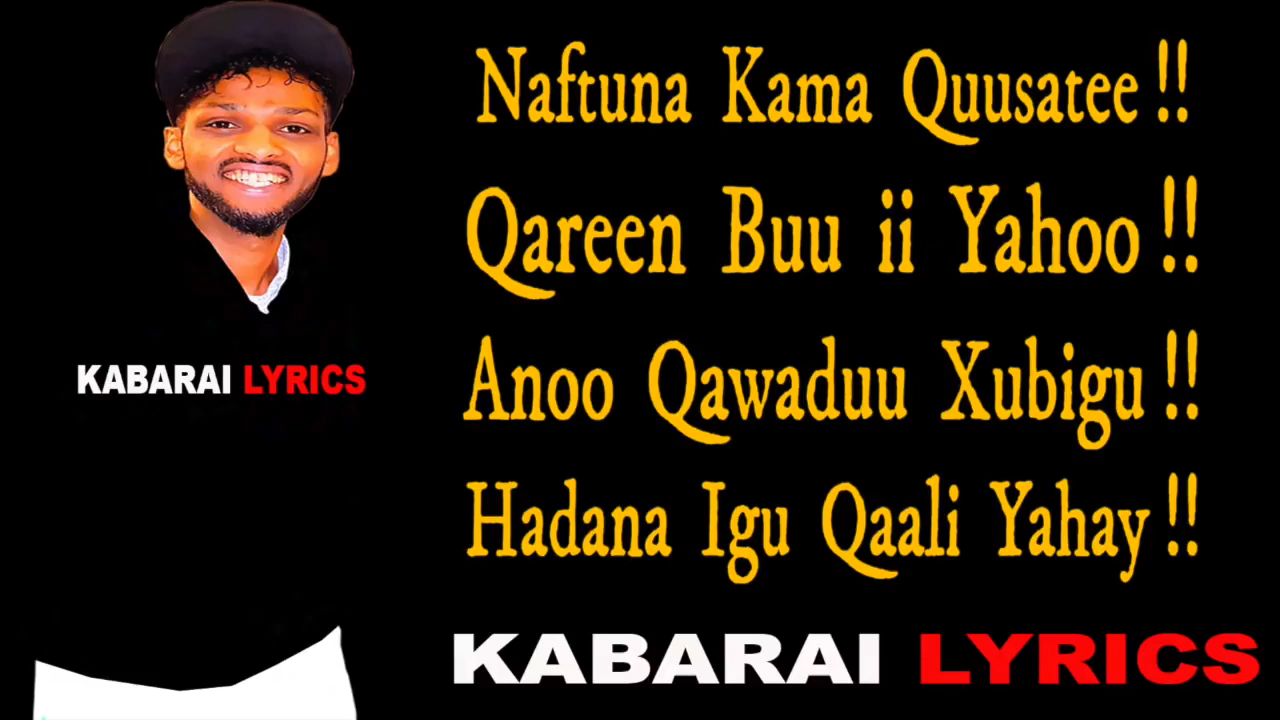 Naftuna Kama Quusatee !!
Qareen Buu ii Yahoo !!
Anoo Qawaduu Xubigu !!
Hadana Igu Qaali Yahay !!
KABARAI LYRICS
KABARAI LYRICS